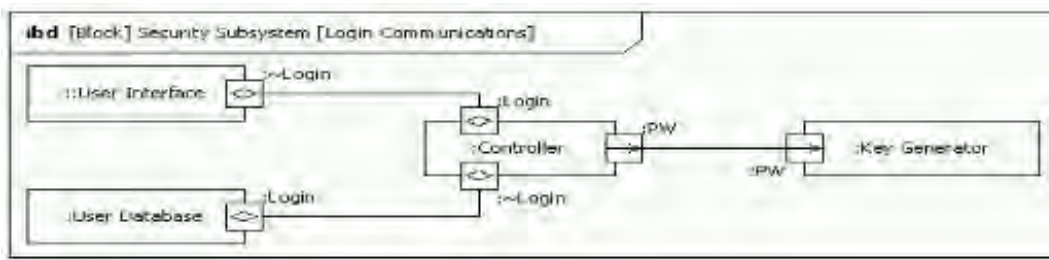 ibd [Block] Security Subsystem [Login Communications]
:~Login
::User Interface
:Login
:PW
:Controller
:Key Generator
:PW
:Login
:~Login
:User Database